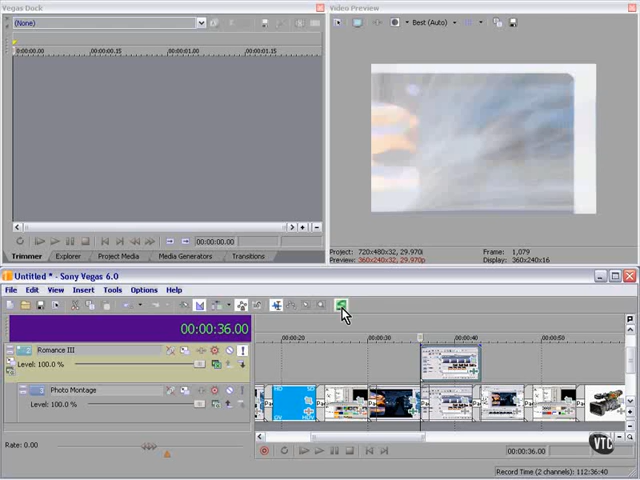 Vegas Dock
Video Preview
(None)
Best (Auto)
0:00:00.00
00:00:00.15
00:00:01.00
00:00:01.15
00:00:00.00
Trimmer
Explorer
Project Media
Media Generators
Transitions
Project: 720x480x32, 29.970i
Frame: 1,079
Preview: 360x240x32, 29.970p
Display: 360x240x16
Untitled * - Sony Vegas 6.0
File Edit View Insert Tools Options Help
00:00:36.00
00:00:20
00:00:30
00:00:40
00:00:50
Romance III
Level: 100.0 %
Photo Montage
Level: 100.0 %
Rate: 0.00
00:00:36.00
VTC
Record Time (2 channels): 112:36:40